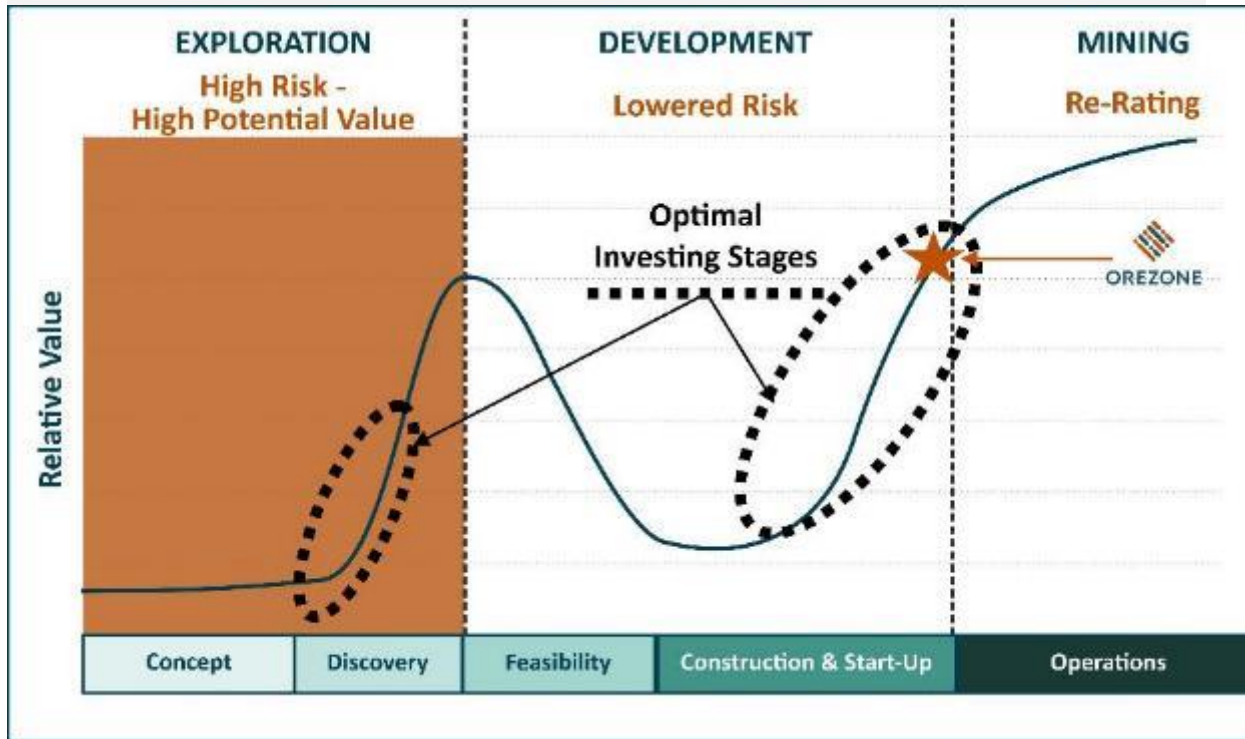 EXPLORATION
High Risk -
High Potential Value
DEVELOPMENT
Lowered Risk
MINING
Re-Rating
Optimal
Investing Stages
OREZONE
Relative Value
Concept
Discovery
Feasibility
Construction & Start-Up
Operations